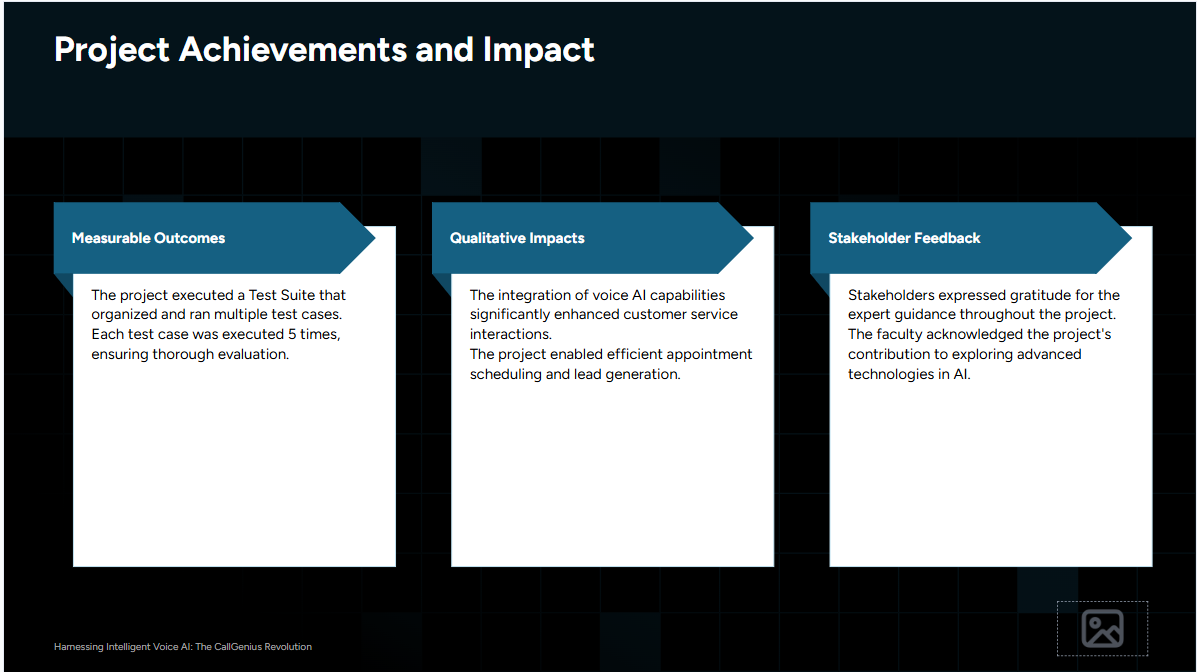 Project Achievements and Impact
Measurable Outcomes
The project executed a Test Suite that
organized and ran multiple test cases.
Each test case was executed 5 times,
ensuring thorough evaluation.
Qualitative Impacts
The integration of voice AI capabilities
significantly enhanced customer service
interactions.
The project enabled efficient appointment
scheduling and lead generation.
Stakeholder Feedback
Stakeholders expressed gratitude for the
expert guidance throughout the project.
The faculty acknowledged the project's
contribution to exploring advanced
technologies in AI.
Harnessing Intelligent Voice AI: The CallGenius Revolution